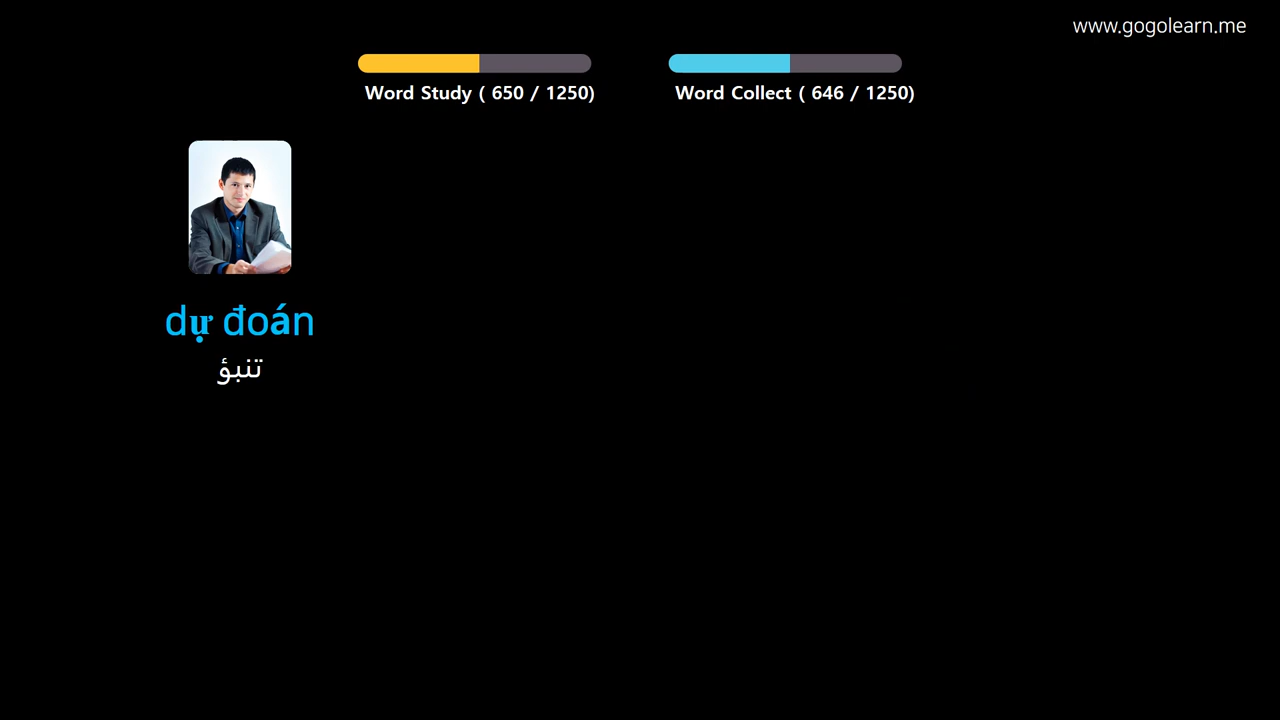 www.gogolearn.me
Word Study ( 650 / 1250)
Word Collect ( 646 / 1250)
dự đoán
تنبؤ